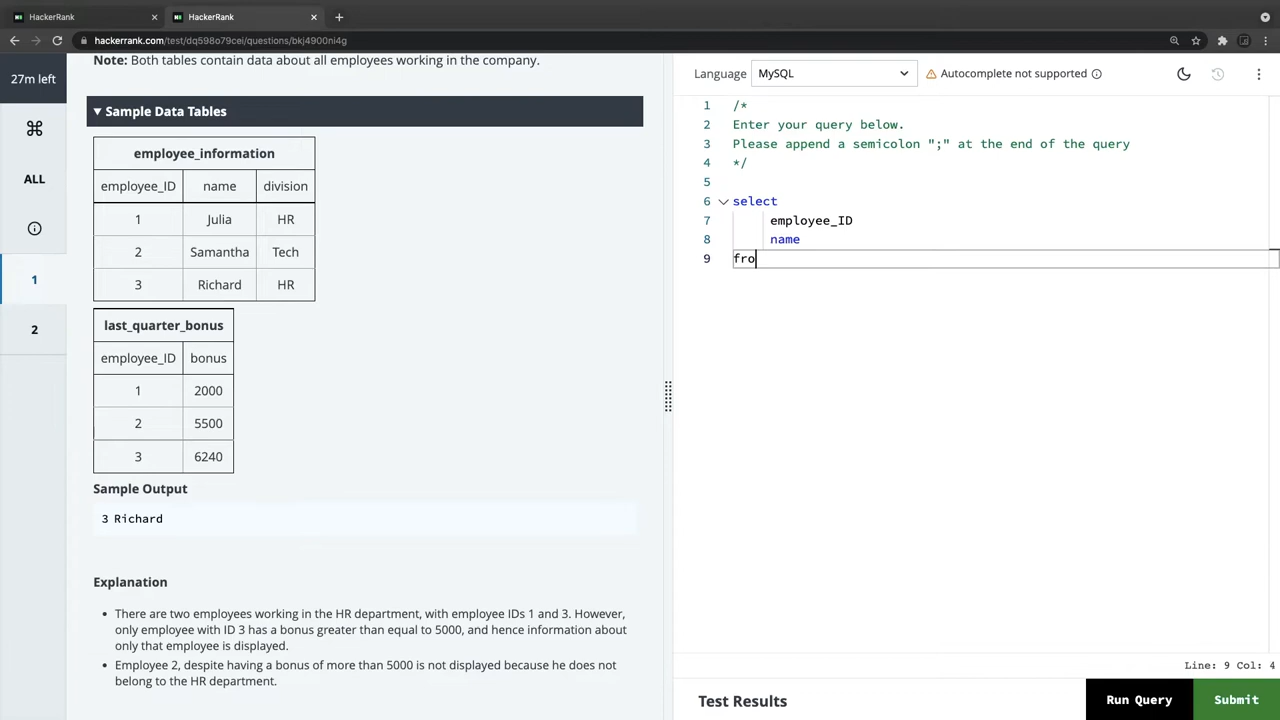 HackerRank
HackerRank
hackerrank.com/test/dq598o79cei/questions/bkj4900ni4g
27m left
ALL
1
2
Note: Both tables contain data about all employees working in the company.
Sample Data Tables
employee_information
employee_ID name division
1 Julia HR
2 Samantha Tech
3 Richard HR
last_quarter_bonus
employee_ID bonus
1 2000
2 5500
3 6240
Sample Output
3 Richard
Explanation
There are two employees working in the HR department, with employee IDs 1 and 3. However,
only employee with ID 3 has a bonus greater than equal to 5000, and hence information about
only that employee is displayed.
Employee 2, despite having a bonus of more than 5000 is not displayed because he does not
belong to the HR department.
Language MySQL Autocomplete not supported
1 /*
2 Enter your query below.
3 Please append a semicolon ";" at the end of the query
4 */
5
6 select
7 employee_ID
8 name
9 fro
Line: 9 Col: 4
Test Results Run Query Submit